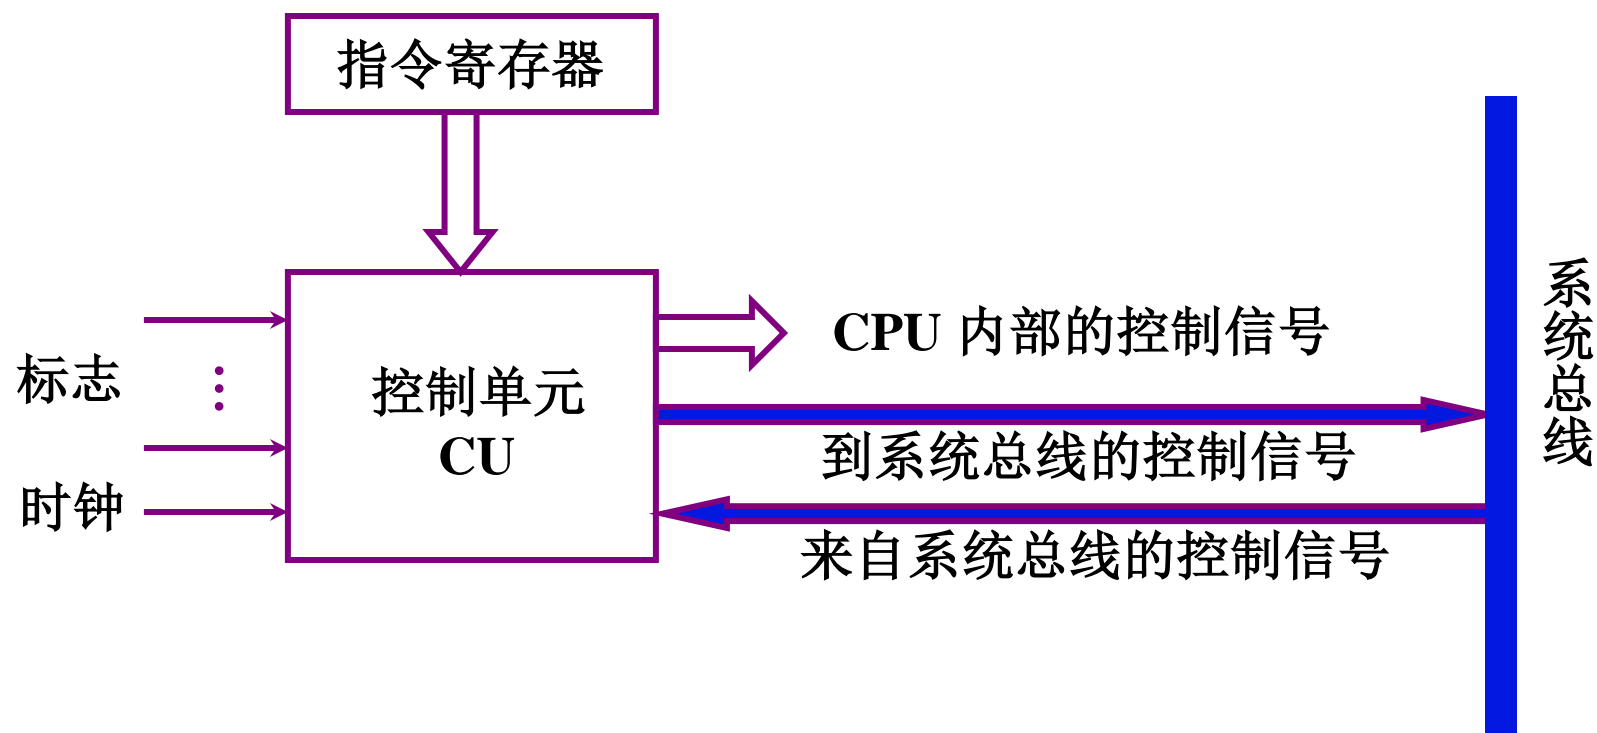 指令寄存器
标志
时钟
控制单元
CU
CPU 内部的控制信号
到系统总线的控制信号
来自系统总线的控制信号
系统总线